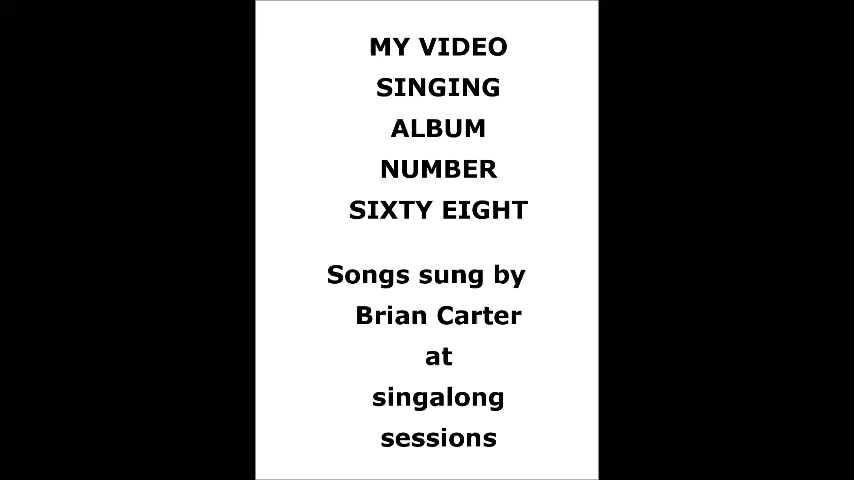 MY VIDEO
SINGING
ALBUM
NUMBER
SIXTY EIGHT
Songs sung by
Brian Carter
at
singalong
sessions